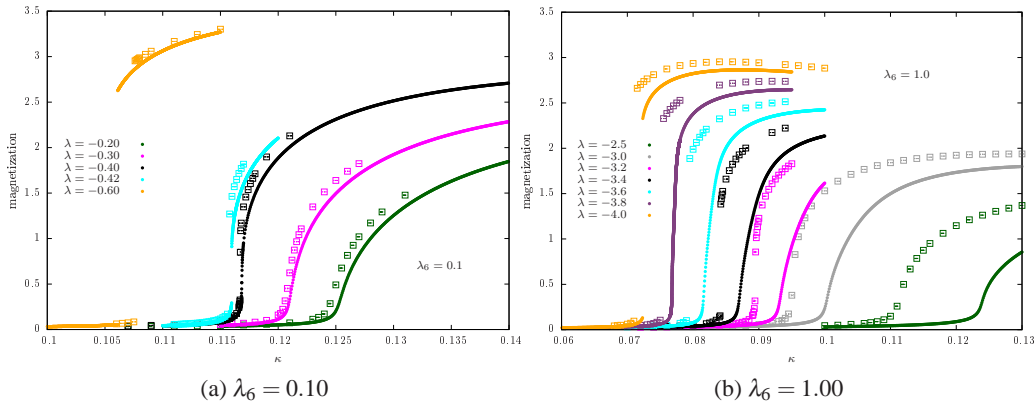 3.5
3
2.5
2
1.5
1
0.5
0
magnetization
λ = −0.20
λ = −0.30
λ = −0.40
λ = −0.42
λ = −0.60
λ6 = 0.1
0.1 0.105 0.11 0.115 0.12 0.125 0.13 0.135 0.14
κ
(a) λ6 = 0.10
3.5
3
2.5
2
1.5
1
0.5
0
magnetization
λ6 = 1.0
λ = −2.5
λ = −3.0
λ = −3.2
λ = −3.4
λ = −3.6
λ = −3.8
λ = −4.0
0.06 0.07 0.08 0.09 0.10 0.11 0.12 0.13
κ
(b) λ6 = 1.00